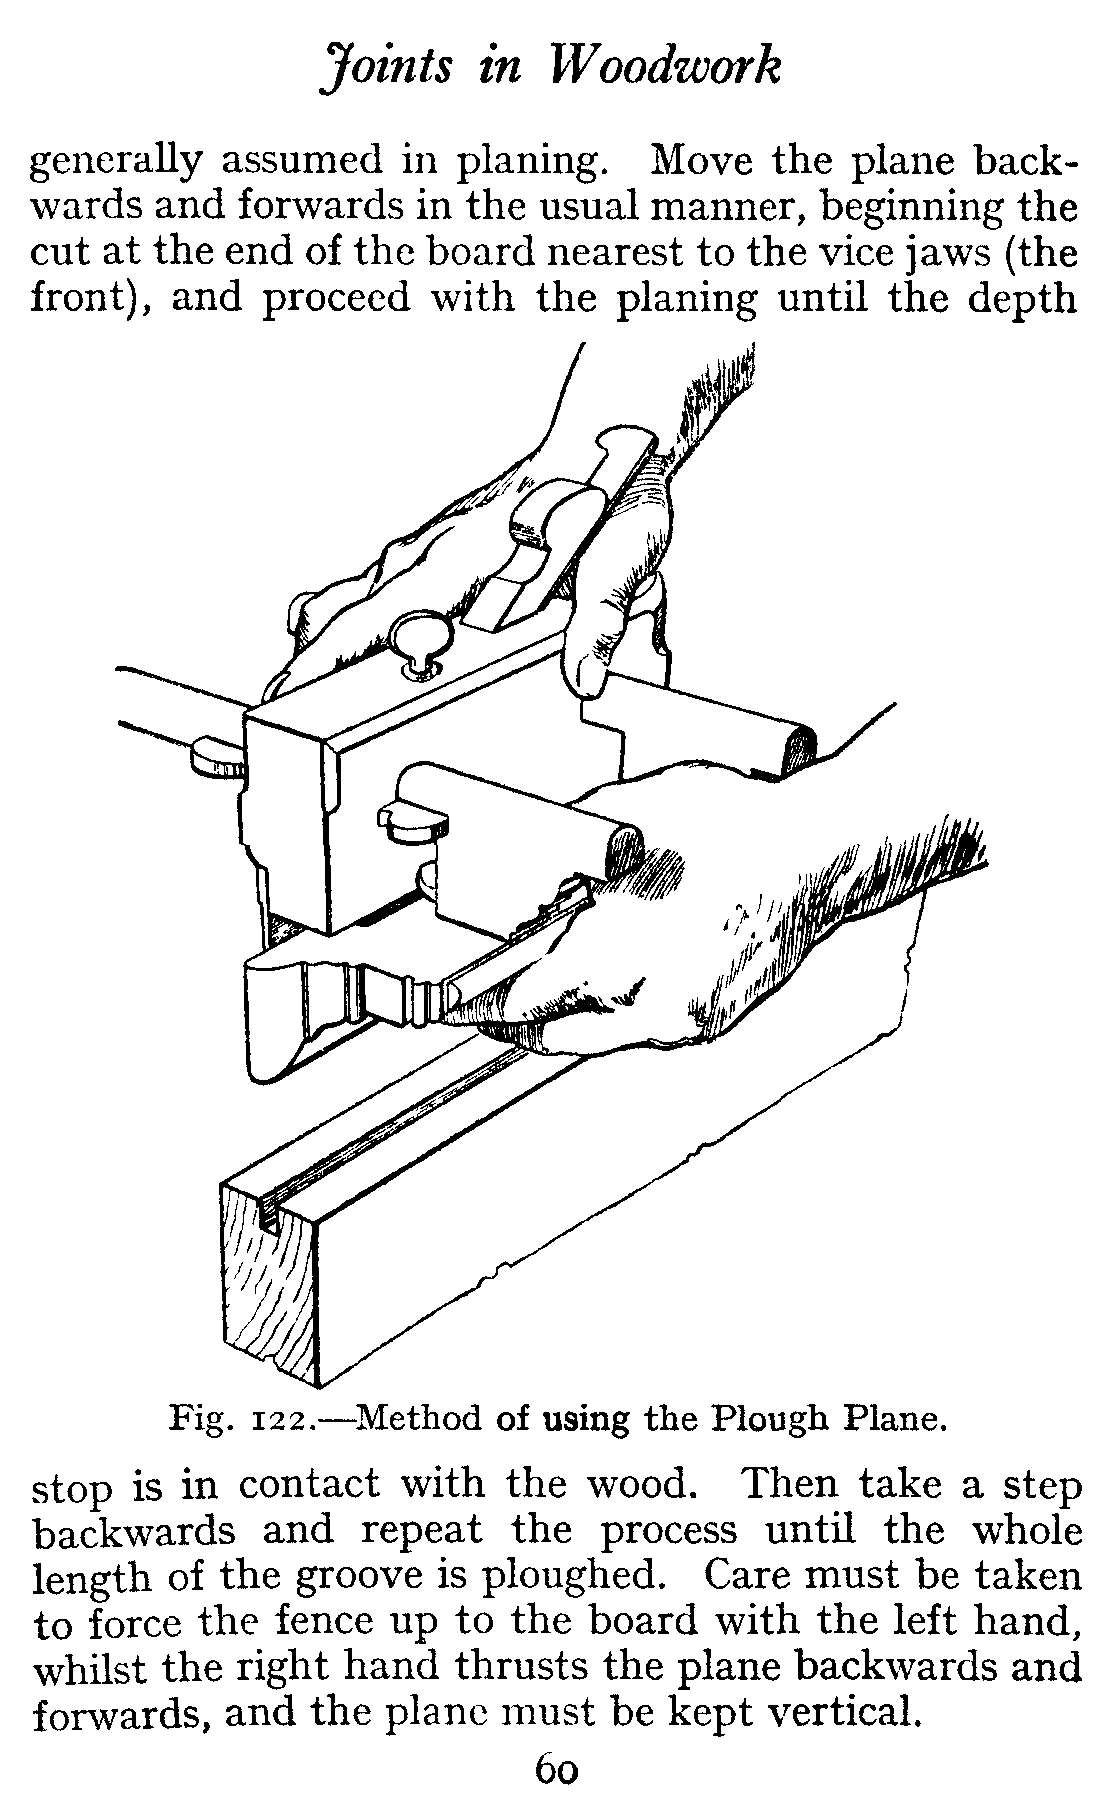 Joints in Woodwork
generally assumed in planing. Move the plane back-
wards and forwards in the usual manner, beginning the
cut at the end of the board nearest to the vice jaws (the
front), and proceed with the planing until the depth
Fig. 122.—Method of using the Plough Plane.
stop is in contact with the wood. Then take a step
backwards and repeat the process until the whole
length of the groove is ploughed. Care must be taken
to force the fence up to the board with the left hand,
whilst the right hand thrusts the plane backwards and
forwards, and the plane must be kept vertical.
60